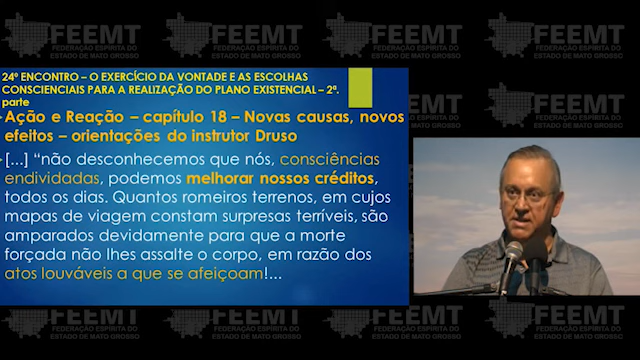 FEEMT
FEDERAÇÃO ESPÍRITA DO
ESTADO DE MATO GROSSO
24º ENCONTRO – O EXERCÍCIO DA VONTADE E AS ESCOLHAS
CONSCIENCIAIS PARA A REALIZAÇÃO DO PLANO EXISTENCIAL – 2ª.
parte
Ação e Reação – capítulo 18 – Novas causas, novos
efeitos – orientações do instrutor Druso
[...] “não desconhecemos que nós, consciências
endividadas, podemos melhorar nossos créditos,
todos os dias. Quantos romeiros terrenos, em cujos
mapas de viagem constam surpresas terríveis, são
amparados devidamente para que a morte
forçada não lhes assalte o corpo, em razão dos
atos louváveis a que se afeiçoam!...